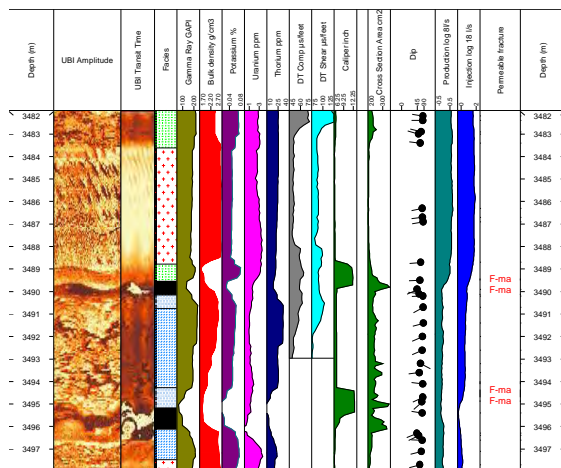 Depth (m)
UBI Amplitude
UBI Transit Time
Facies
Gamma Ray GAPI
Bulk density g/cm3
Potassium %
Uranium ppm
Thorium ppm
DT Comp µs/feet
DT Shear µs/feet
Caliper inch
Cross Section Area cm2
Dip
Production log 8 l/s
Injection log 18 l/s
Permeable fracture
Depth (m)
3482 3482
3483 3483
3485 3485
3486 3486
3487 3487
3488 3488
3489 3489
F-ma
3490 F-ma 3490
3491 3491
3492 3492
3493 3493
3494 3494
F-ma
3495 F-ma 3495
3496 3496
3497 3497